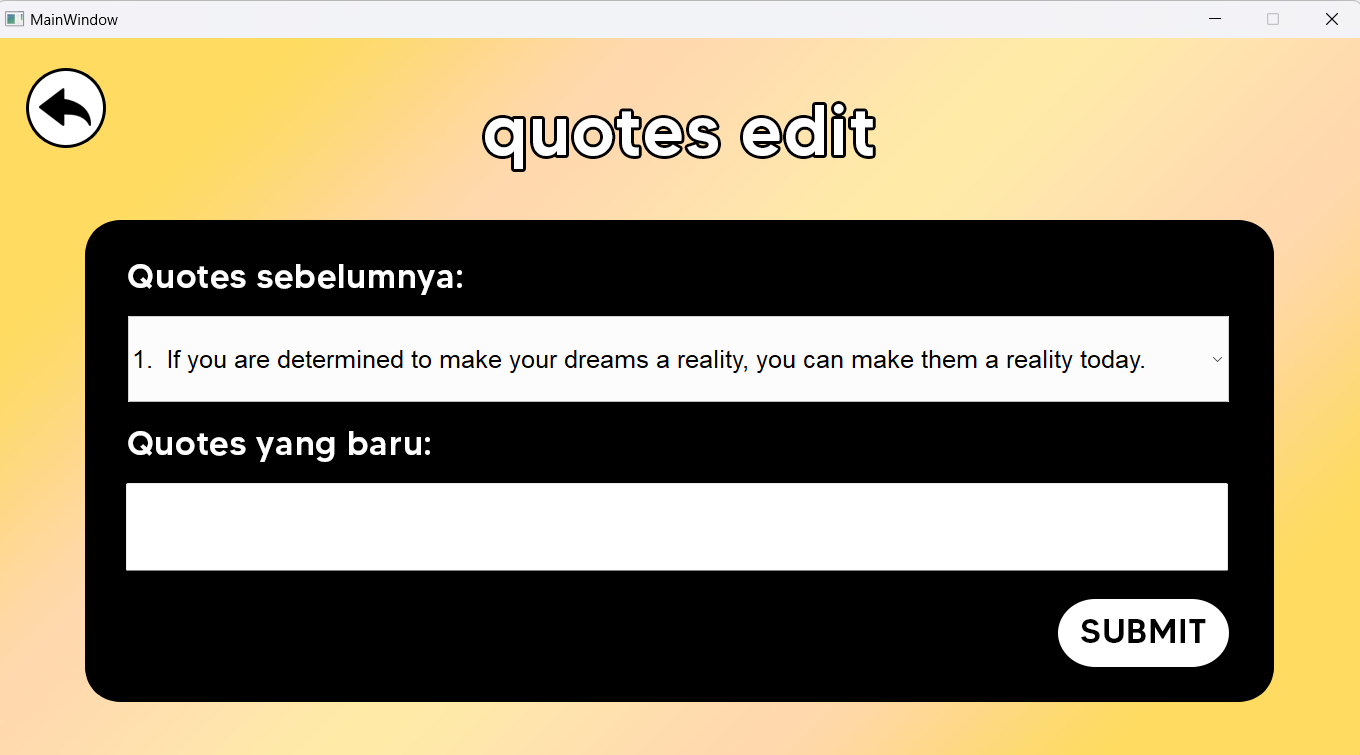 MainWindow
quotes edit
Quotes sebelumnya:
1. If you are determined to make your dreams a reality, you can make them a reality today.
Quotes yang baru:
SUBMIT